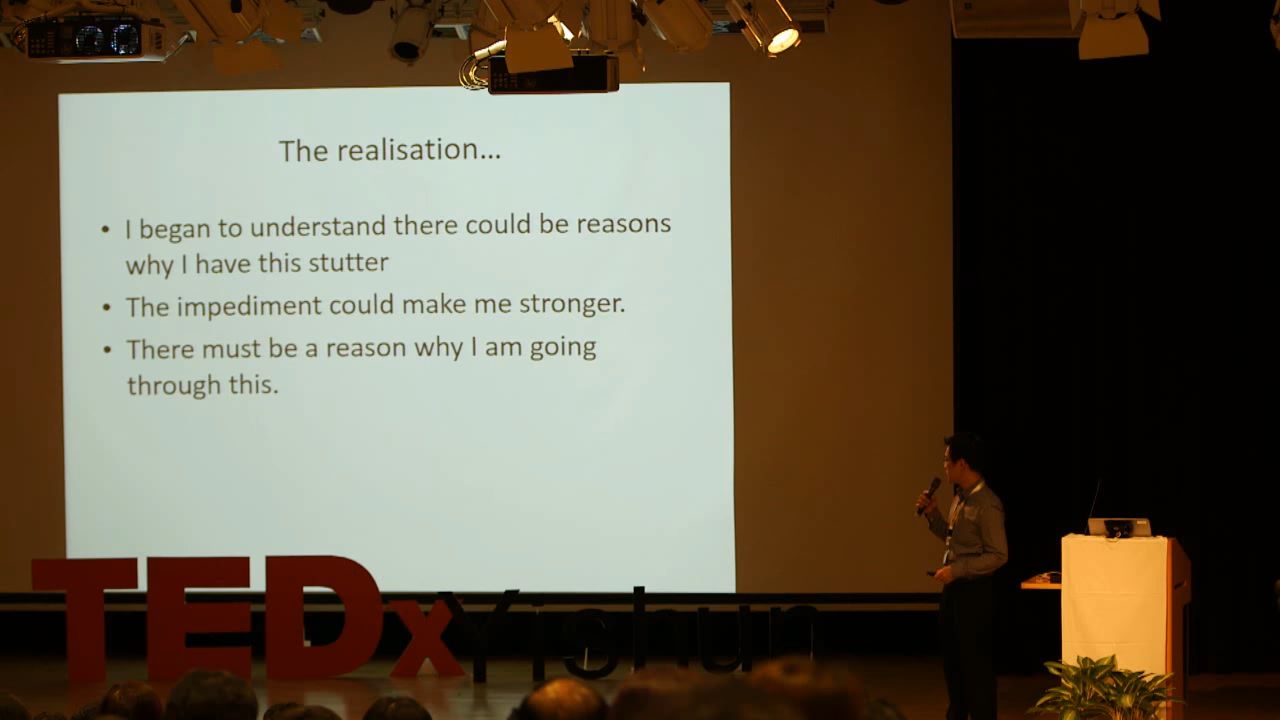 The realisation...
• I began to understand there could be reasons
why I have this stutter
• The impediment could make me stronger.
• There must be a reason why I am going
through this.
TEDxYishun